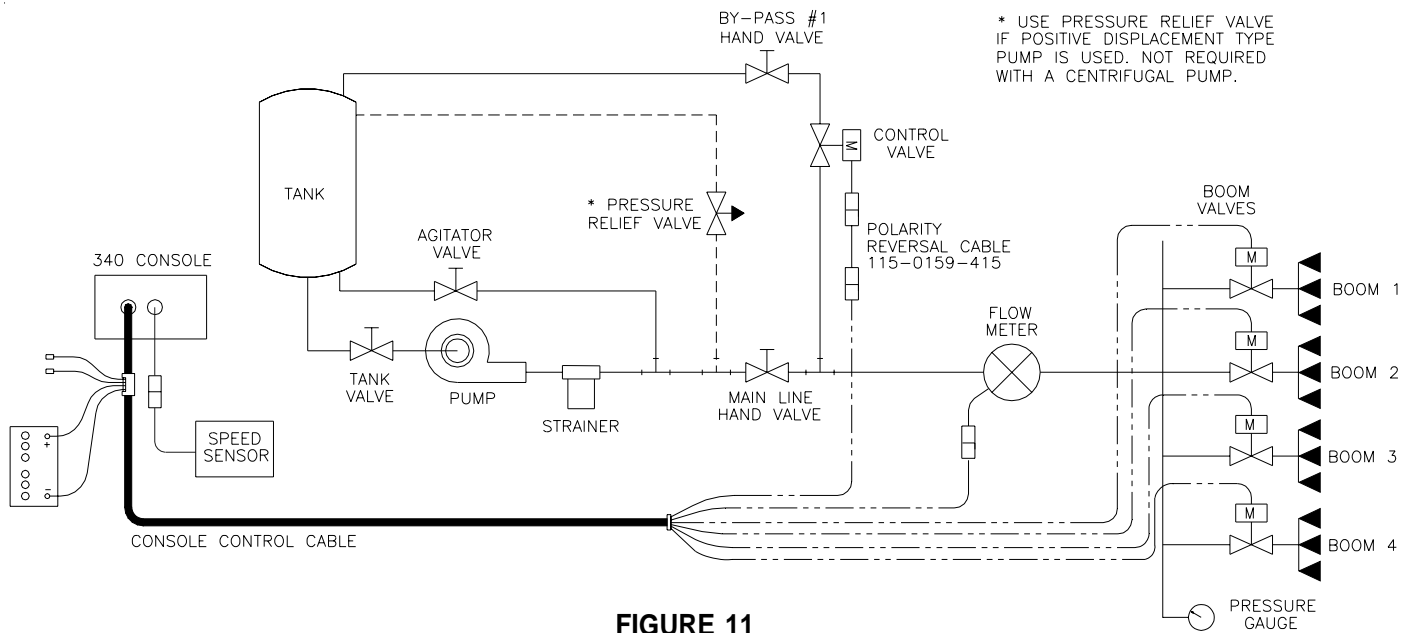 BY-PASS #1
HAND VALVE
* USE PRESSURE RELIEF VALVE
IF POSITIVE DISPLACEMENT TYPE
PUMP IS USED. NOT REQUIRED
WITH A CENTRIFUGAL PUMP.
M
CONTROL
VALVE
TANK
* PRESSURE
RELIEF VALVE
BOOM
VALVES
POLARITY
REVERSAL CABLE
115-0159-415
AGITATOR
VALVE
340 CONSOLE
M
BOOM 1
FLOW
METER
M
BOOM 2
TANK
VALVE
PUMP
MAIN LINE
HAND VALVE
STRAINER
M
BOOM 3
+
-
SPEED
SENSOR
M
BOOM 4
CONSOLE CONTROL CABLE
PRESSURE
GAUGE
FIGURE 11